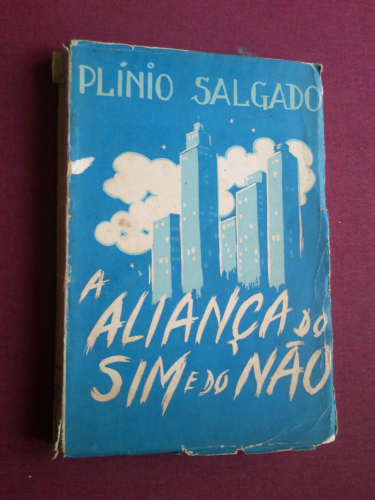 PLÍNIO SALGADO
A
ALIANÇA DO
SIM E DO NÃO